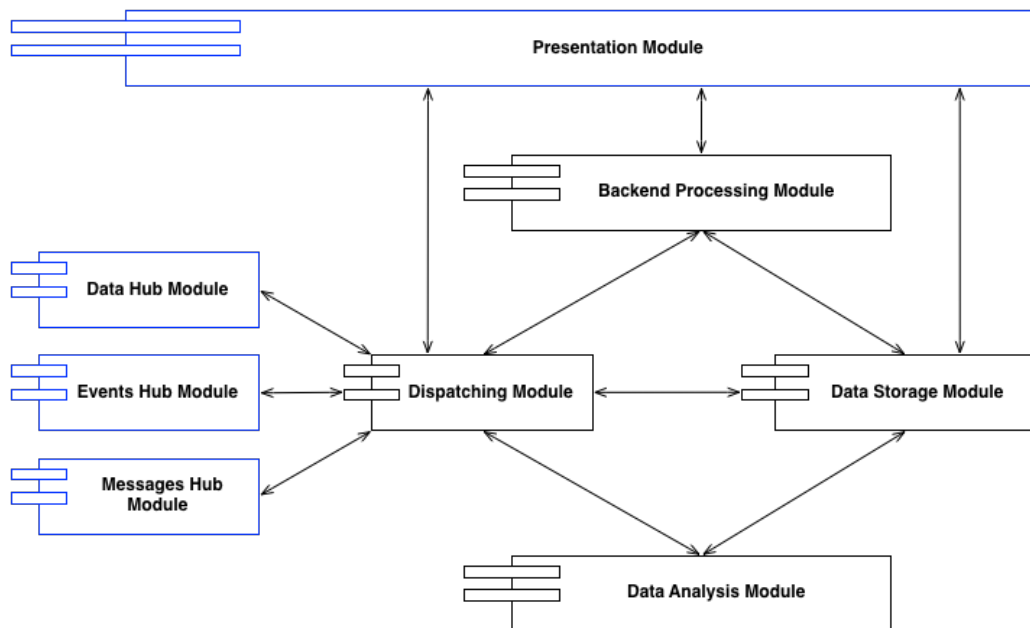 Presentation Module
Backend Processing Module
Data Hub Module
Events Hub Module
Dispatching Module
Data Storage Module
Messages Hub
Module
Data Analysis Module